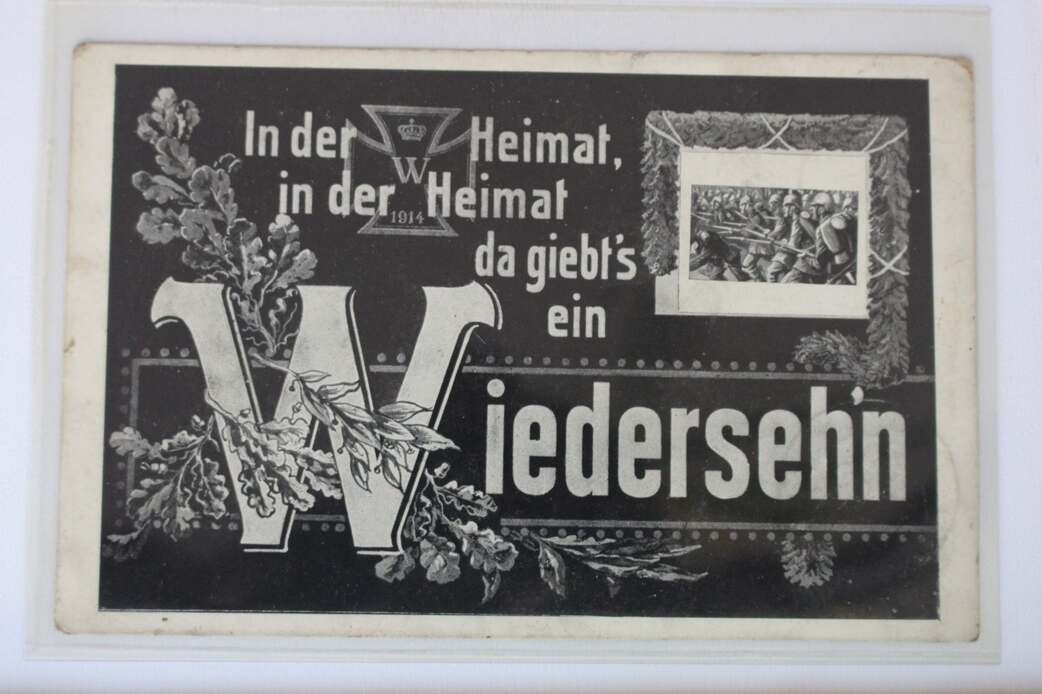 In der Heimat,
W
in der Heimat
1914
da giebt's
ein
Wiedersehn